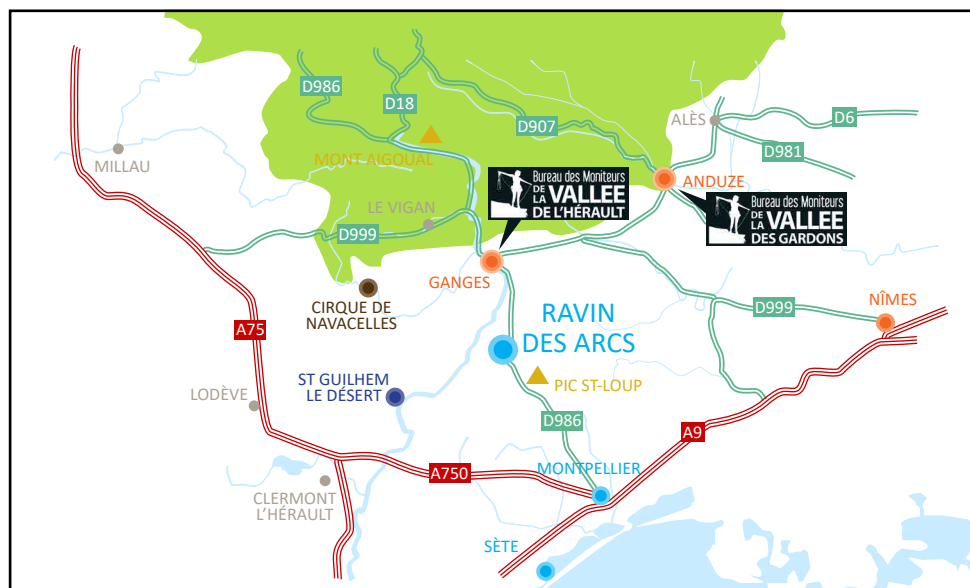 D986
D18
D907
ALÈS
D6
D981
MILLAU
MONT AIGOUAL
ANDUZE
Bureau des Moniteurs
DE LA VALLEE
DE L'HÉRAULT
Bureau des Moniteurs
DE LA VALLEE
DES GARDONS
LE VIGAN
D999
GANGES
CIRQUE DE
NAVACELLES
NÎMES
D999
A75
RAVIN
DES ARCS
ST GUILHEM
LE DÉSERT
PIC ST-LOUP
LODÈVE
D986
A9
MONTPELLIER
A750
CLERMONT
L'HÉRAULT
SÈTE